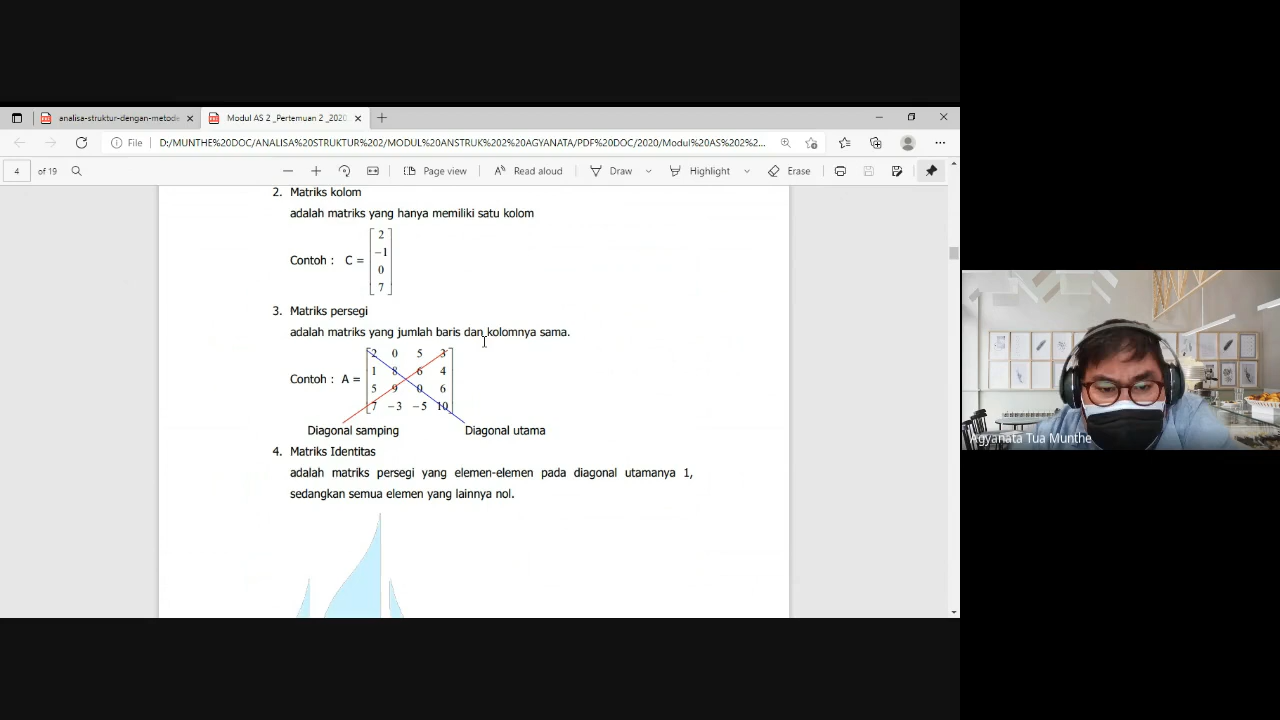 analisa-struktur-dengan-metode
Modul AS 2 _Pertemuan 2 _2020
File D:/MUNTHE%20DOC/ANALISA%20STRUKTUR%202/MODUL%20ANSTRUK%202%20AGYANATA/PDF%20DOC/2020/Modul%20AS%202%2...
4 of 19 Page view Read aloud Draw Highlight Erase
2. Matriks kolom
adalah matriks yang hanya memiliki satu kolom
2
−1
Contoh : C =
0
7
3. Matriks persegi
adalah matriks yang jumlah baris dan kolomnya sama.
2 0 5 3
1 8 6 4
Contoh : A =
5 9 0 6
7 −3 −5 10
Diagonal samping Diagonal utama
4. Matriks Identitas
adalah matriks persegi yang elemen-elemen pada diagonal utamanya 1,
sedangkan semua elemen yang lainnya nol.
Agyanata Tua Munthe